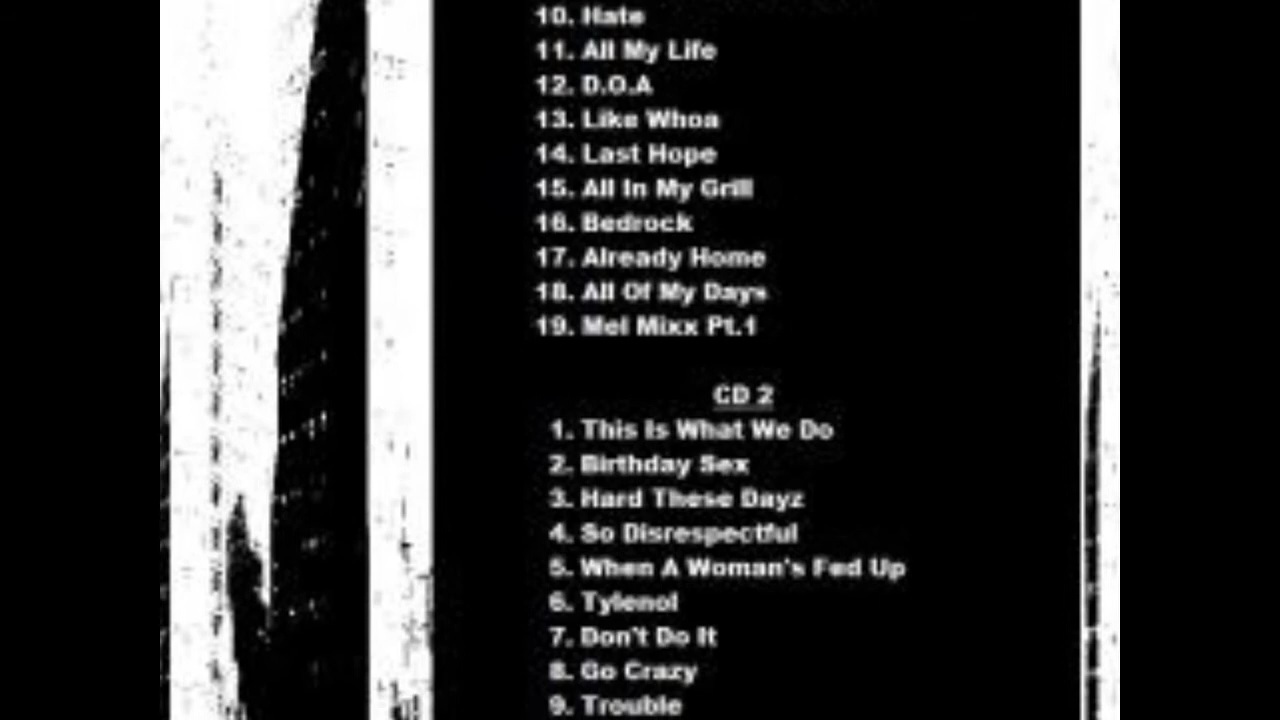 10. Hate
11. All My Life
12. D.O.A
13. Like Whoa
14. Last Hope
15. All In My Grill
16. Bedrock
17. Already Home
18. All Of My Days
19. Mel Mixx Pt.1
CD 2
1. This Is What We Do
2. Birthday Sex
3. Hard These Dayz
4. So Disrespectful
5. When A Woman's Fed Up
6. Tylenol
7. Don't Do It
8. Go Crazy
9. Trouble